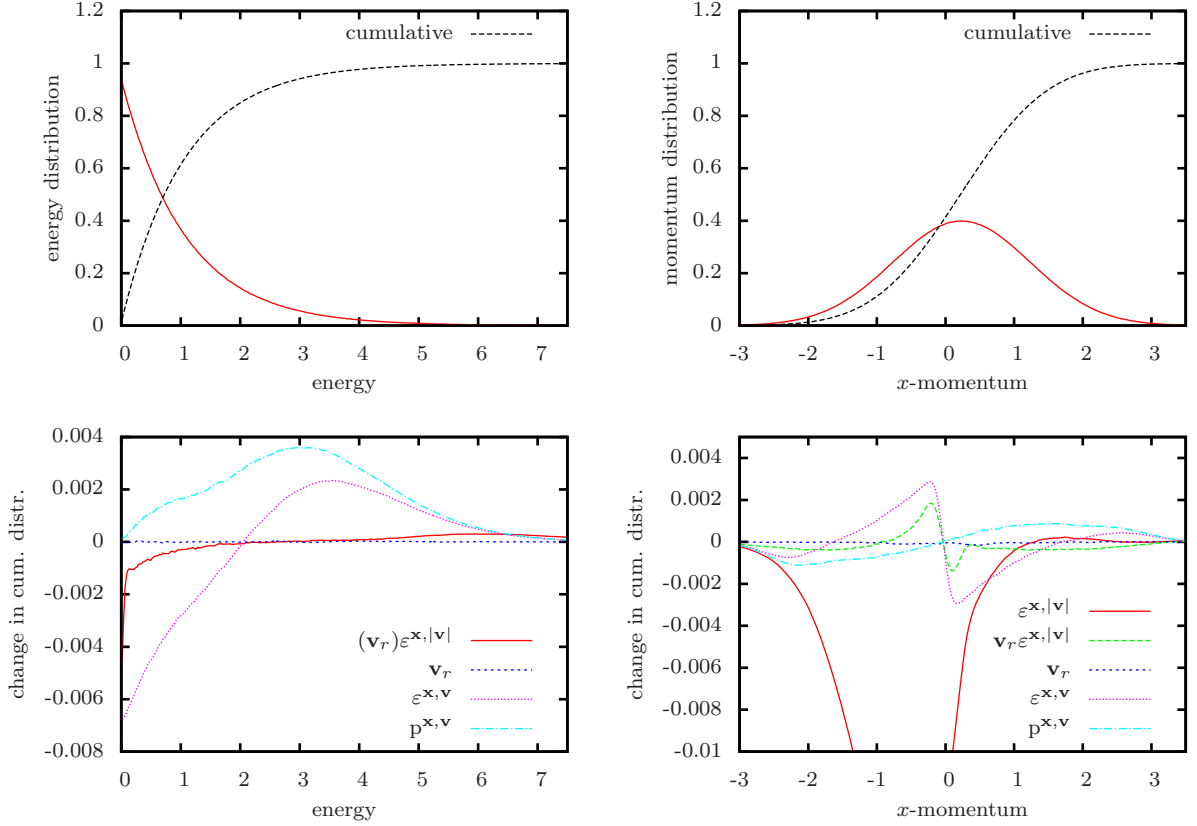 1.2
1
0.8
0.6
0.4
0.2
0
energy distribution
cumulative
0 1 2 3 4 5 6 7
energy
1.2
1
0.8
0.6
0.4
0.2
0
momentum distribution
cumulative
-3 -2 -1 0 1 2 3
x-momentum
0.004
0.002
0
-0.002
-0.004
-0.006
-0.008
change in cum. distr.
(v_r)ε^{x,|v|}
v_r
ε^{x,v}
p^{x,v}
0 1 2 3 4 5 6 7
energy
0.004
0.002
0
-0.002
-0.004
-0.006
-0.008
-0.01
change in cum. distr.
ε^{x,|v|}
v_rε^{x,|v|}
v_r
ε^{x,v}
p^{x,v}
-3 -2 -1 0 1 2 3
x-momentum